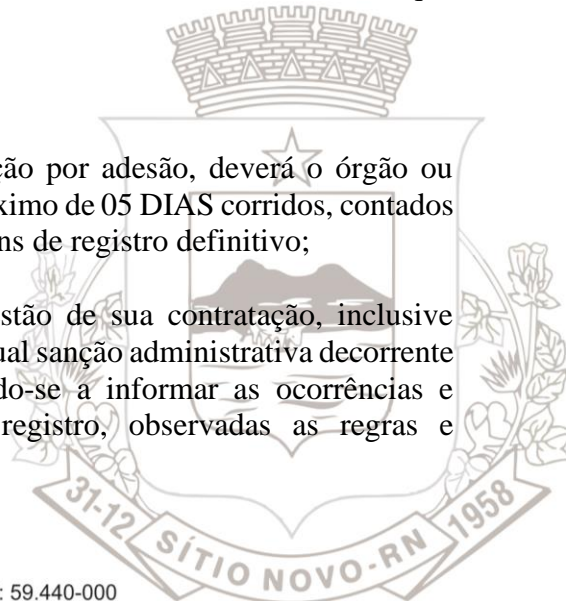 ção por adesão, deverá o órgão ou
ximo de 05 DIAS corridos, contados
ns de registro definitivo;
stão de sua contratação, inclusive
ual sanção administrativa decorrente
do-se a informar as ocorrências e
registro, observadas as regras e
31-12 SÍTIO NOVO-RN 1958
: 59.440-000